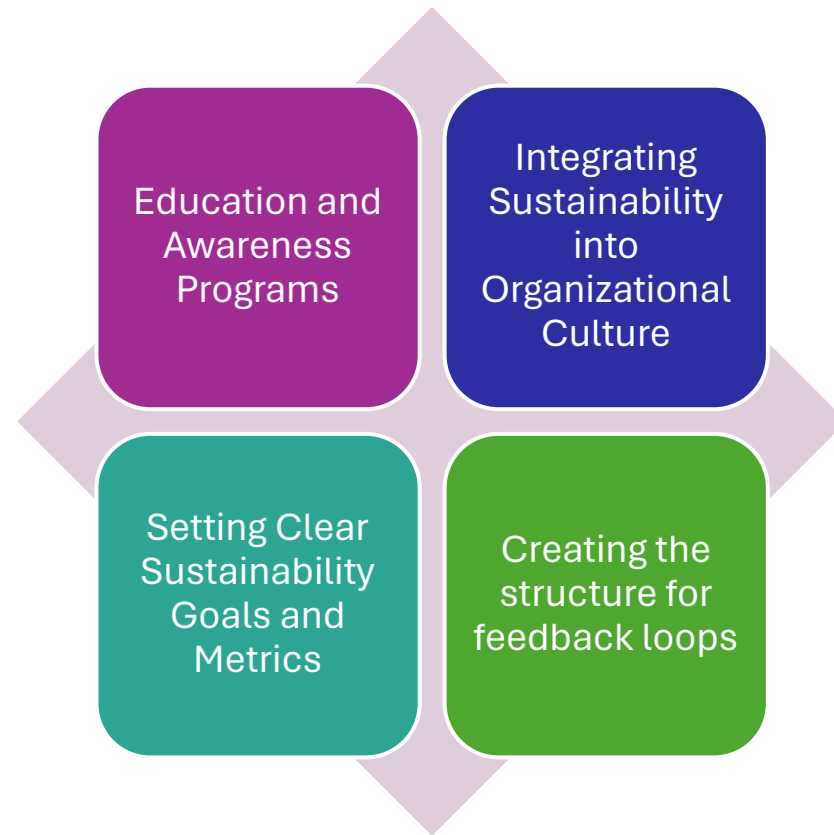 Education and
Awareness
Programs
Integrating
Sustainability
into
Organizational
Culture
Setting Clear
Sustainability
Goals and
Metrics
Creating the
structure for
feedback loops